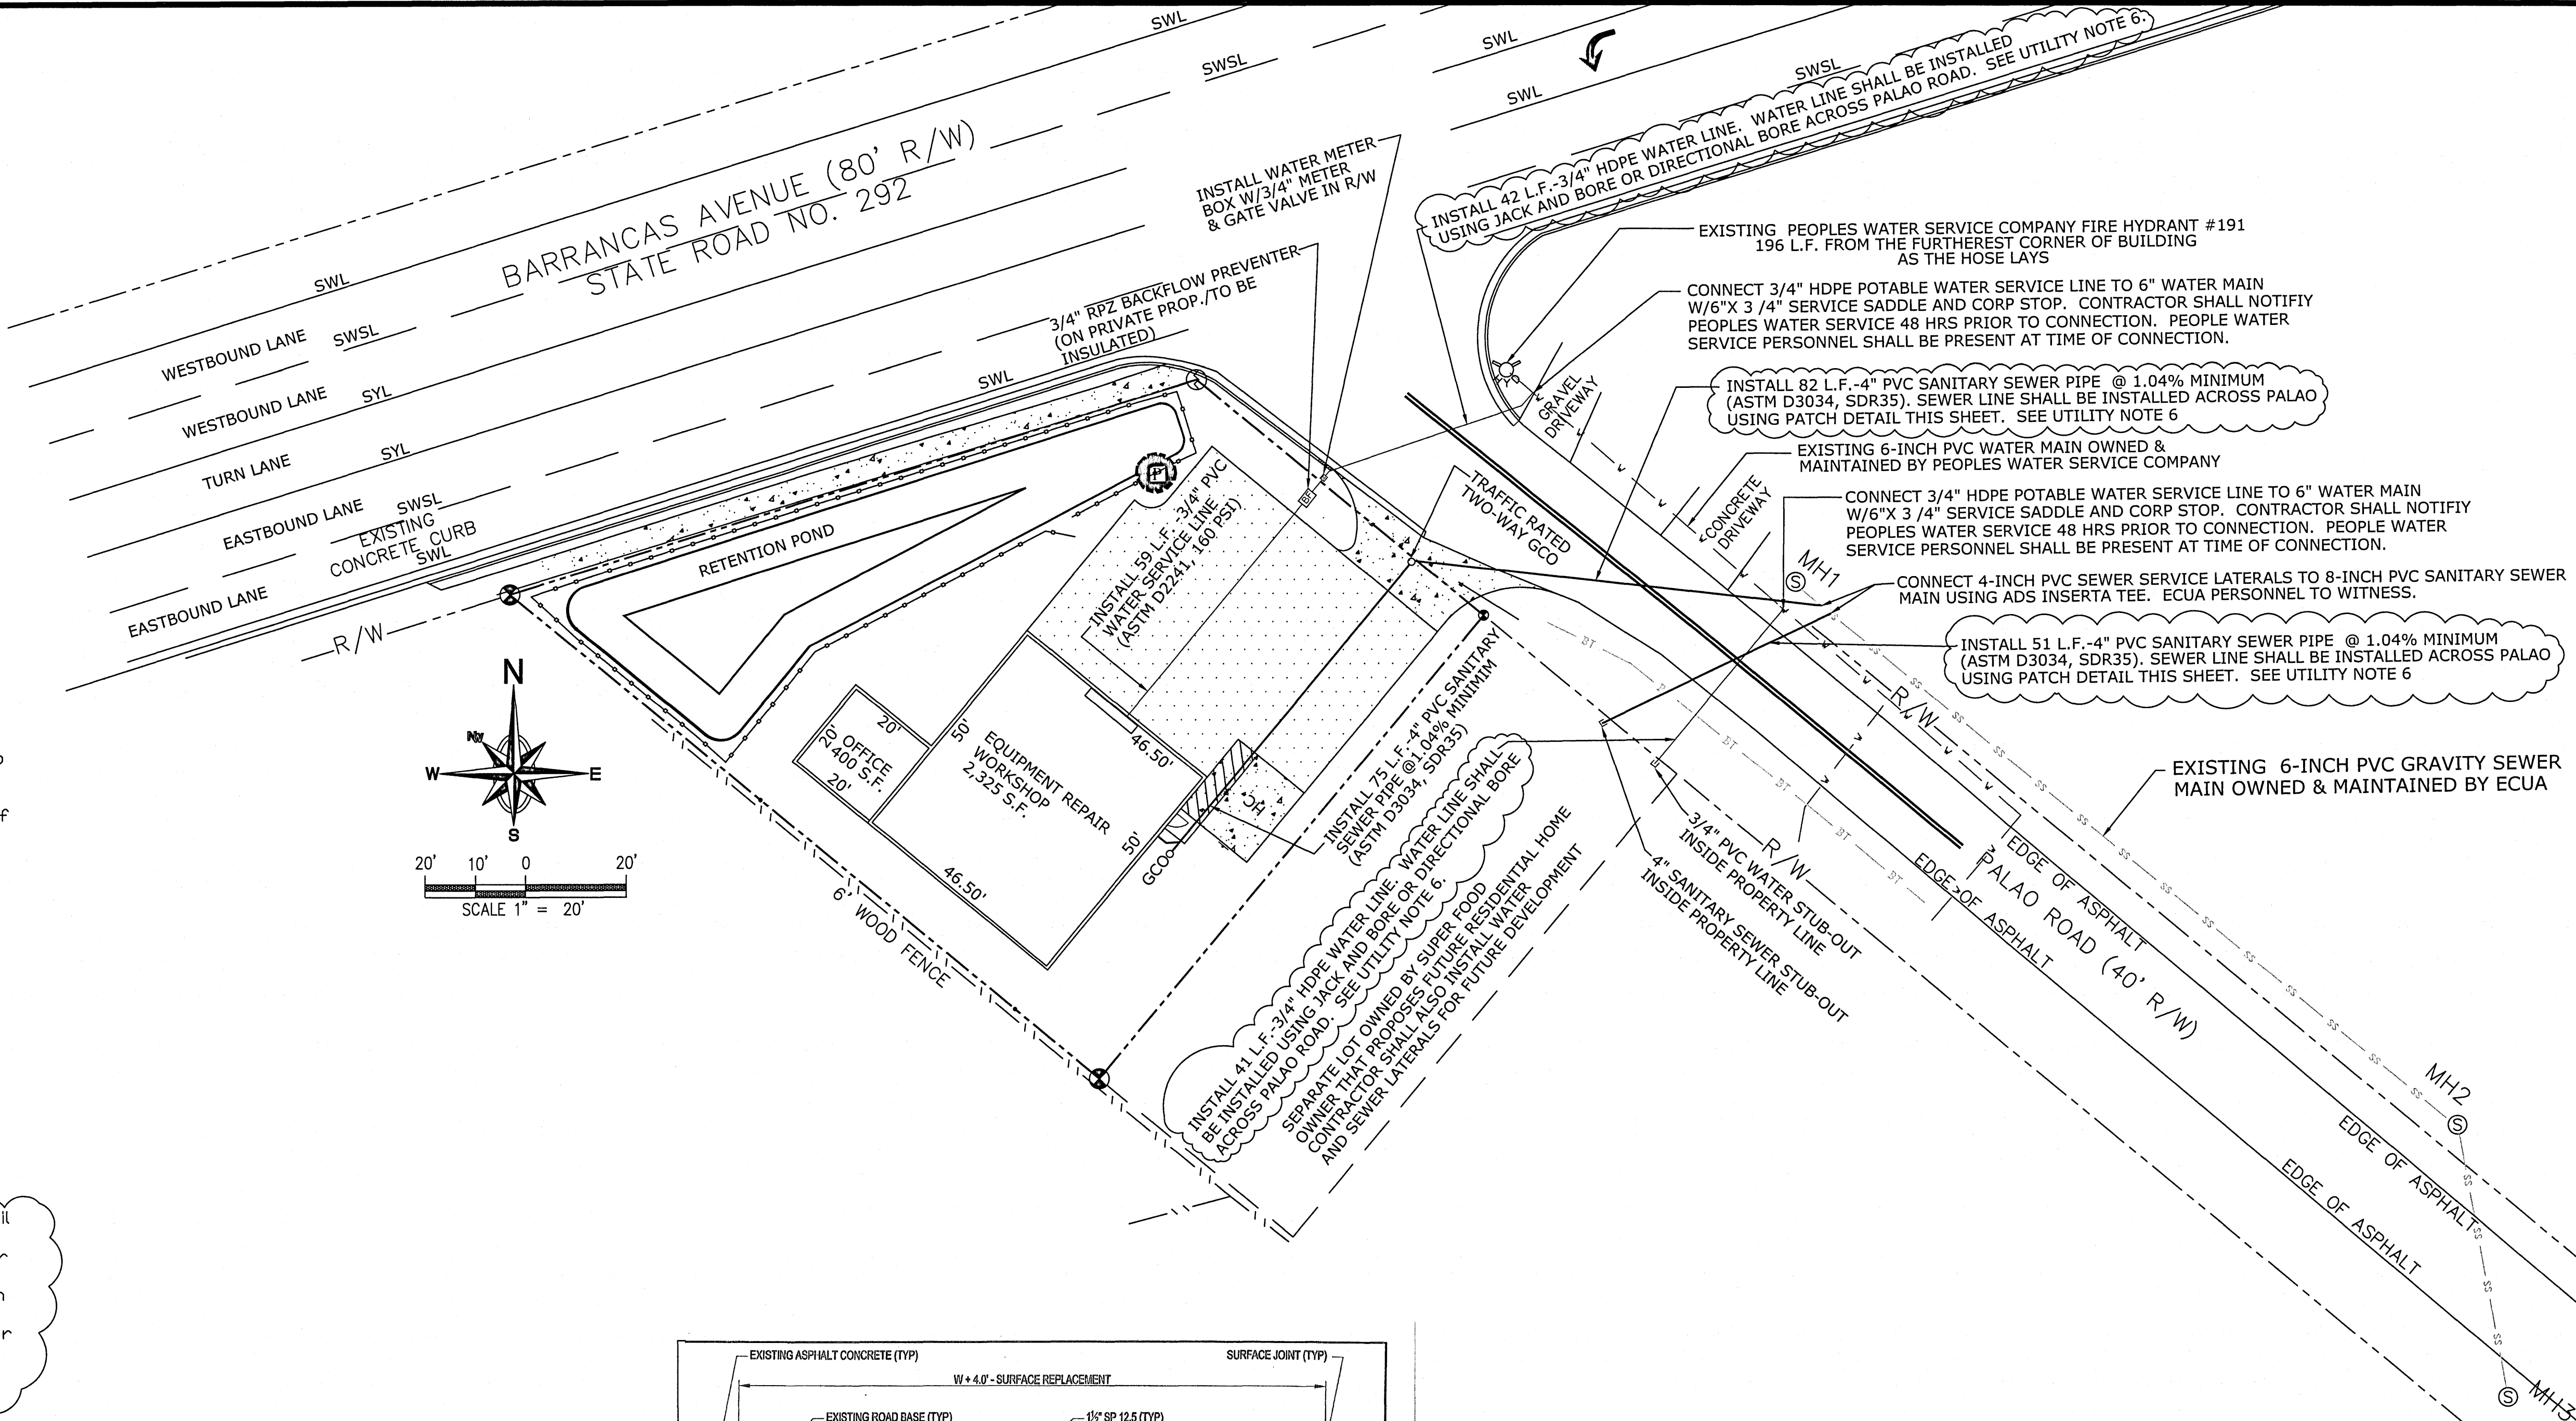 SWL
SWSL
SWL
SWL
SWSL
BARRANCAS AVENUE (80' R/W)
STATE ROAD NO. 292
SWL
WESTBOUND LANE
SWSL
WESTBOUND LANE
SYL
TURN LANE
SYL
EASTBOUND LANE
SWSL
EXISTING
CONCRETE CURB
SWL
EASTBOUND LANE
R/W
SWL
INSTALL WATER METER
BOX W/3/4" METER
& GATE VALVE IN R/W
3/4" RPZ BACKFLOW PREVENTER
(ON PRIVATE PROP./TO BE
INSULATED)
INSTALL 42 L.F.-3/4" HDPE WATER LINE. WATER LINE SHALL BE INSTALLED
USING JACK AND BORE OR DIRECTIONAL BORE ACROSS PALAO ROAD. SEE UTILITY NOTE 6.
EXISTING PEOPLES WATER SERVICE COMPANY FIRE HYDRANT #191
196 L.F. FROM THE FURTHEREST CORNER OF BUILDING
AS THE HOSE LAYS
CONNECT 3/4" HDPE POTABLE WATER SERVICE LINE TO 6" WATER MAIN
W/6"X 3 /4" SERVICE SADDLE AND CORP STOP. CONTRACTOR SHALL NOTIFIY
PEOPLES WATER SERVICE 48 HRS PRIOR TO CONNECTION. PEOPLE WATER
SERVICE PERSONNEL SHALL BE PRESENT AT TIME OF CONNECTION.
INSTALL 82 L.F.-4" PVC SANITARY SEWER PIPE @ 1.04% MINIMUM
(ASTM D3034, SDR35). SEWER LINE SHALL BE INSTALLED ACROSS PALAO
USING PATCH DETAIL THIS SHEET. SEE UTILITY NOTE 6
EXISTING 6-INCH PVC WATER MAIN OWNED &
MAINTAINED BY PEOPLES WATER SERVICE COMPANY
CONNECT 3/4" HDPE POTABLE WATER SERVICE LINE TO 6" WATER MAIN
W/6"X 3 /4" SERVICE SADDLE AND CORP STOP. CONTRACTOR SHALL NOTIFIY
PEOPLES WATER SERVICE 48 HRS PRIOR TO CONNECTION. PEOPLE WATER
SERVICE PERSONNEL SHALL BE PRESENT AT TIME OF CONNECTION.
CONNECT 4-INCH PVC SEWER SERVICE LATERALS TO 8-INCH PVC SANITARY SEWER
MAIN USING ADS INSERTA TEE. ECUA PERSONNEL TO WITNESS.
INSTALL 51 L.F.-4" PVC SANITARY SEWER PIPE @ 1.04% MINIMUM
(ASTM D3034, SDR35). SEWER LINE SHALL BE INSTALLED ACROSS PALAO
USING PATCH DETAIL THIS SHEET. SEE UTILITY NOTE 6
EXISTING 6-INCH PVC GRAVITY SEWER
MAIN OWNED & MAINTAINED BY ECUA
GRAVEL
DRIVEWAY
CONCRETE
DRIVEWAY
MH1
S
TRAFFIC RATED
TWO-WAY GCO
P
BF
RETENTION POND
INSTALL 59 L.F.-3/4" PVC
WATER SERVICE LINE
(ASTM D2241, 160 PSI)
20'
20'
OFFICE
400 S.F.
20'
50'
EQUIPMENT REPAIR
WORKSHOP
2,325 S.F.
46.50'
50'
46.50'
GCO
HC
6' WOOD FENCE
INSTALL 75 L.F.-4" PVC SANITARY
SEWER PIPE @1.04% MINIMIM
(ASTM D3034, SDR35)
INSTALL 41 L.F.-3/4" HDPE WATER LINE. WATER LINE SHALL
BE INSTALLED USING JACK AND BORE OR DIRECTIONAL BORE
ACROSS PALAO ROAD. SEE UTILITY NOTE 6.
SEPARATE LOT OWNED BY SUPER FOOD
OWNER THAT PROPOSES FUTURE RESIDENTIAL HOME
CONTRACTOR SHALL ALSO INSTALL WATER
AND SEWER LATERALS FOR FUTURE DEVELOPMENT
3/4" PVC WATER STUB-OUT
INSIDE PROPERTY LINE
4" SANITARY SEWER STUB-OUT
INSIDE PROPERTY LINE
R/W
R/W
BT
BT
BT
BT
BT
SS
SS
SS
SS
EDGE OF ASPHALT
EDGE OF ASPHALT
PALAO ROAD (40' R/W)
MH2
S
EDGE OF ASPHALT
EDGE OF ASPHALT
SS
SS
SS
S
MH3
N
NW
W
E
S
20'
10'
0
20'
SCALE 1" = 20'
EXISTING ASPHALT CONCRETE (TYP)
SURFACE JOINT (TYP)
W + 4.0' - SURFACE REPLACEMENT
EXISTING ROAD BASE (TYP)
1½" SP 12.5 (TYP)